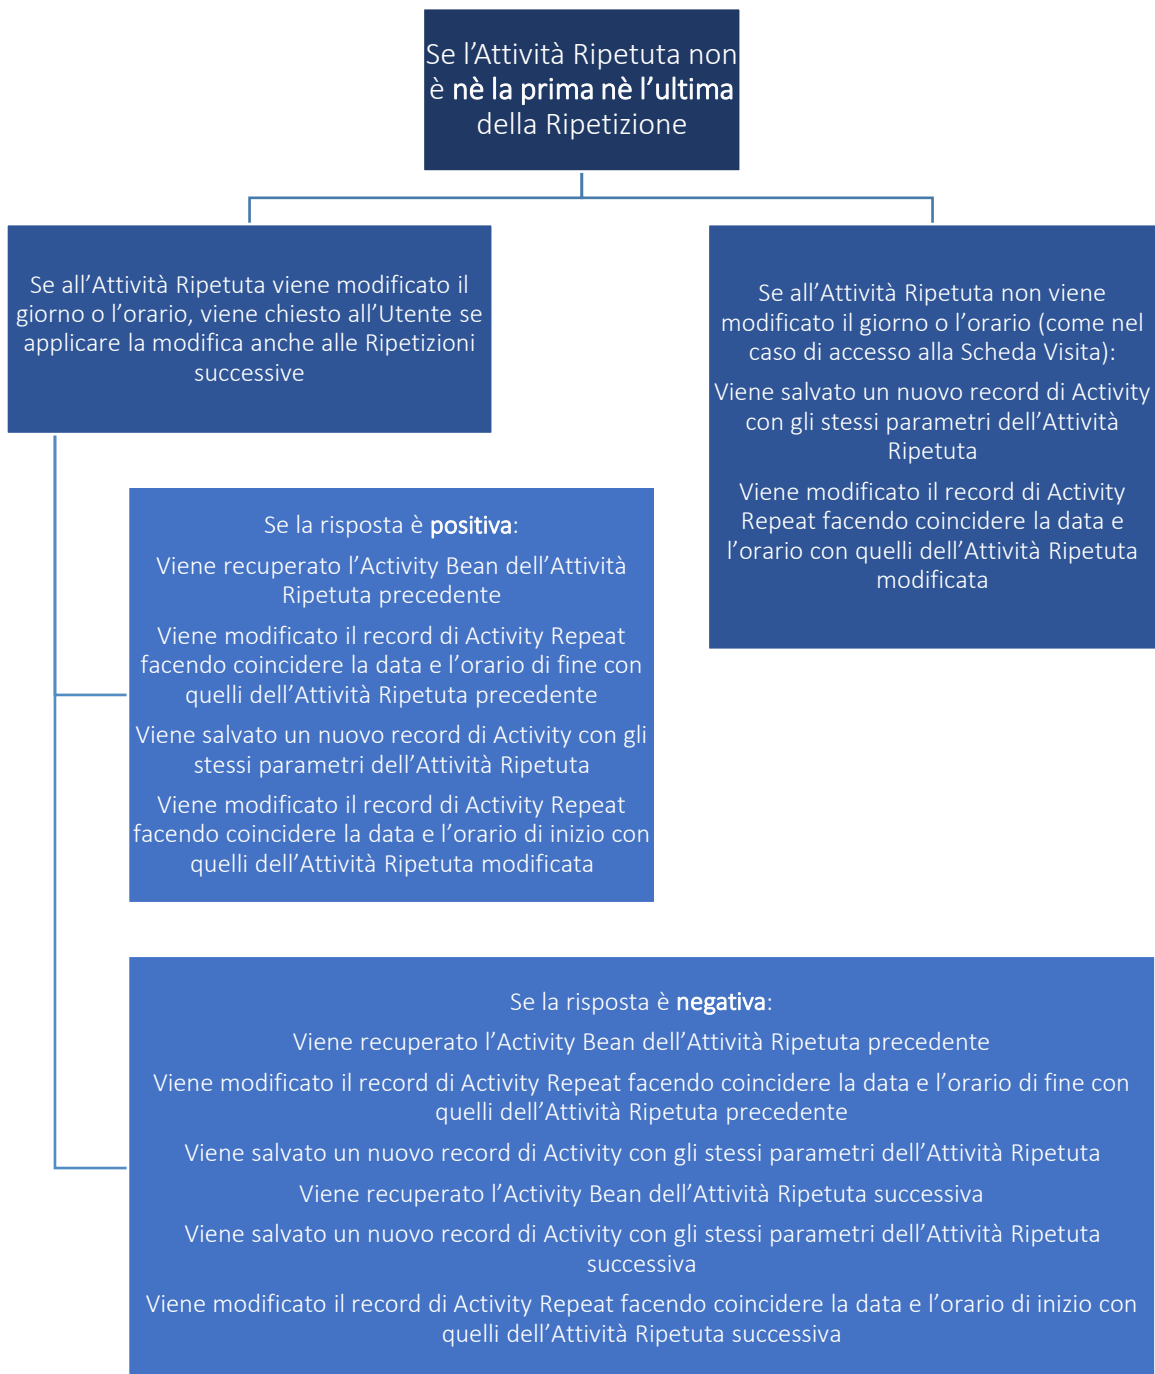 Se l’Attività Ripetuta non
è nè la prima nè l’ultima
della Ripetizione
Se all’Attività Ripetuta viene modificato il
giorno o l’orario, viene chiesto all’Utente se
applicare la modifica anche alle Ripetizioni
successive
Se all’Attività Ripetuta non viene
modificato il giorno o l’orario (come nel
caso di accesso alla Scheda Visita):
Viene salvato un nuovo record di Activity
con gli stessi parametri dell’Attività
Ripetuta
Viene modificato il record di Activity
Repeat facendo coincidere la data e
l’orario con quelli dell’Attività Ripetuta
modificata
Se la risposta è positiva:
Viene recuperato l’Activity Bean dell’Attività
Ripetuta precedente
Viene modificato il record di Activity Repeat
facendo coincidere la data e l’orario di fine con
quelli dell’Attività Ripetuta precedente
Viene salvato un nuovo record di Activity con gli
stessi parametri dell’Attività Ripetuta
Viene modificato il record di Activity Repeat
facendo coincidere la data e l’orario di inizio con
quelli dell’Attività Ripetuta modificata
Se la risposta è negativa:
Viene recuperato l’Activity Bean dell’Attività Ripetuta precedente
Viene modificato il record di Activity Repeat facendo coincidere la data e l’orario di fine con
quelli dell’Attività Ripetuta precedente
Viene salvato un nuovo record di Activity con gli stessi parametri dell’Attività Ripetuta
Viene recuperato l’Activity Bean dell’Attività Ripetuta successiva
Viene salvato un nuovo record di Activity con gli stessi parametri dell’Attività Ripetuta
successiva
Viene modificato il record di Activity Repeat facendo coincidere la data e l’orario di inizio con
quelli dell’Attività Ripetuta successiva